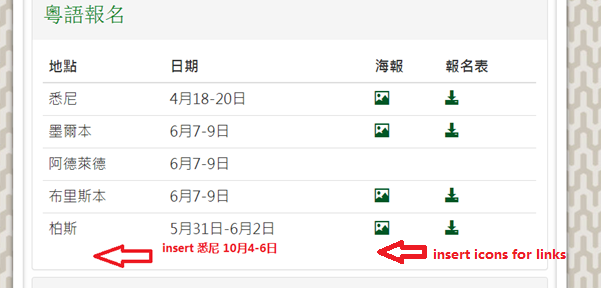 粵語報名
地點 日期 海報 報名表
悉尼 4月18-20日
墨爾本 6月7-9日
阿德萊德 6月7-9日
布里斯本 6月7-9日
柏斯 5月31日-6月2日
insert 悉尼 10月4-6日
insert icons for links